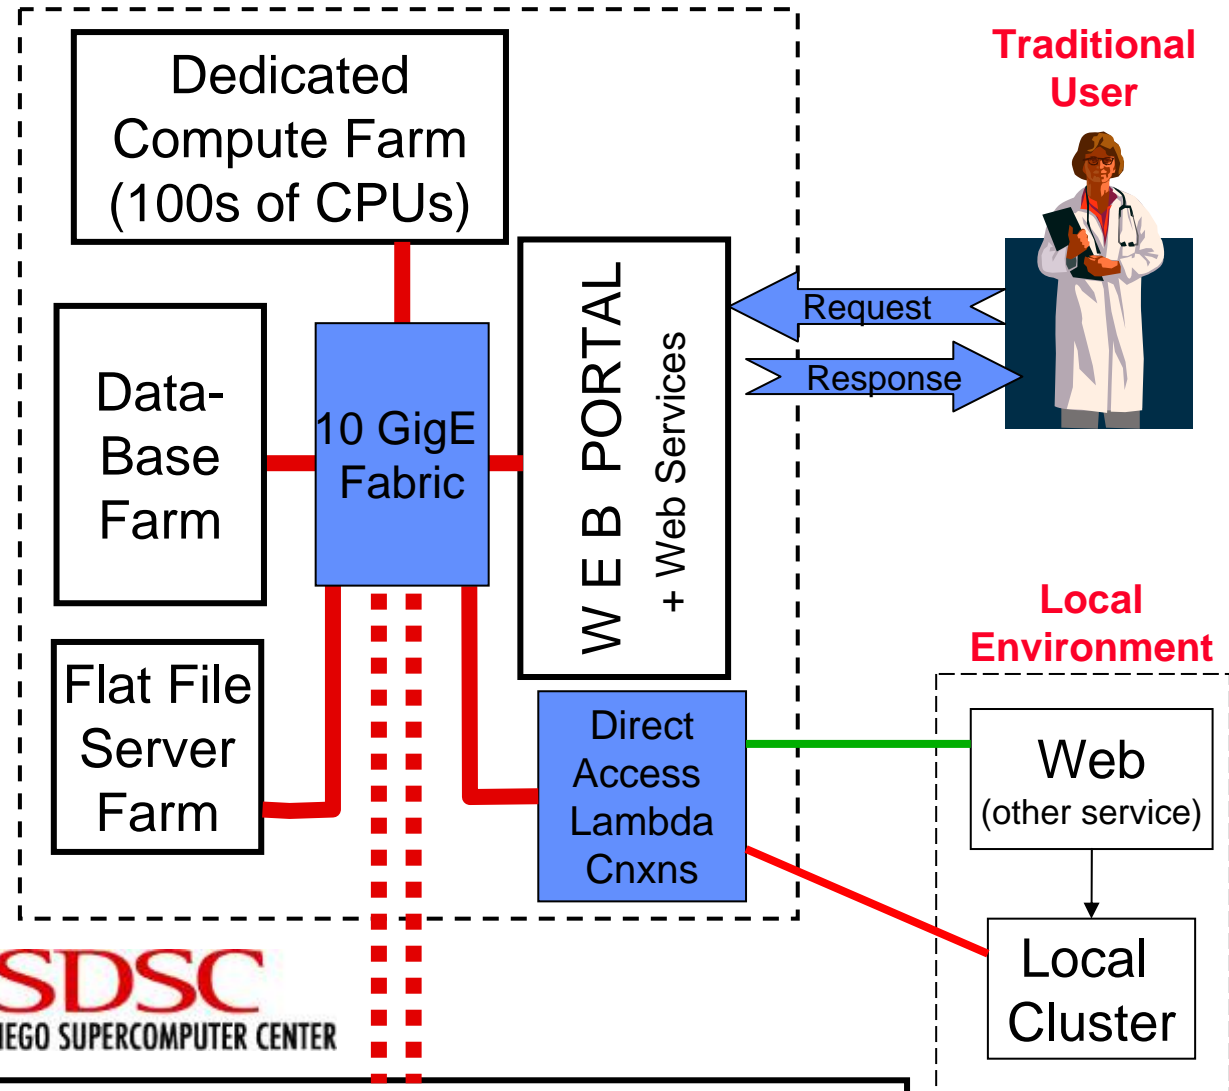 Dedicated
Compute Farm
(100s of CPUs)
Traditional
User
Data-
Base
Farm
10 GigE
Fabric
WEB PORTAL
+ Web Services
Request
Response
Flat File
Server
Farm
Direct
Access
Lambda
Cnxns
Local
Environment
Web
(other service)
Local
Cluster
SDSC
IEGO SUPERCOMPUTER CENTER